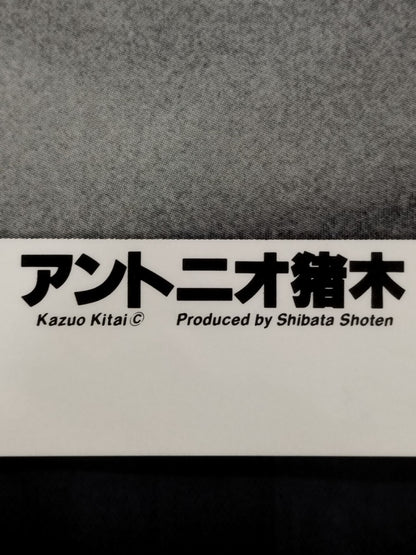 アントニオ猪木
Kazuo Kitai© Produced by Shibata Shoten